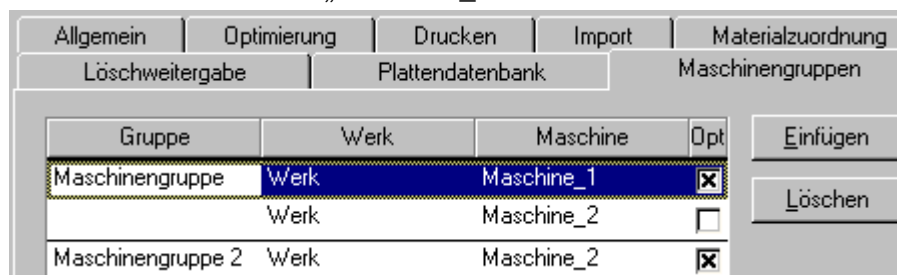 Allgemein Optimierung Drucken Import Materialzuordnung
Löschweitergabe Plattendatenbank Maschinengruppen
Gruppe Werk Maschine Opt Einfügen
Maschinengruppe Werk Maschine_1
Löschen
Werk Maschine_2
Maschinengruppe 2 Werk Maschine_2